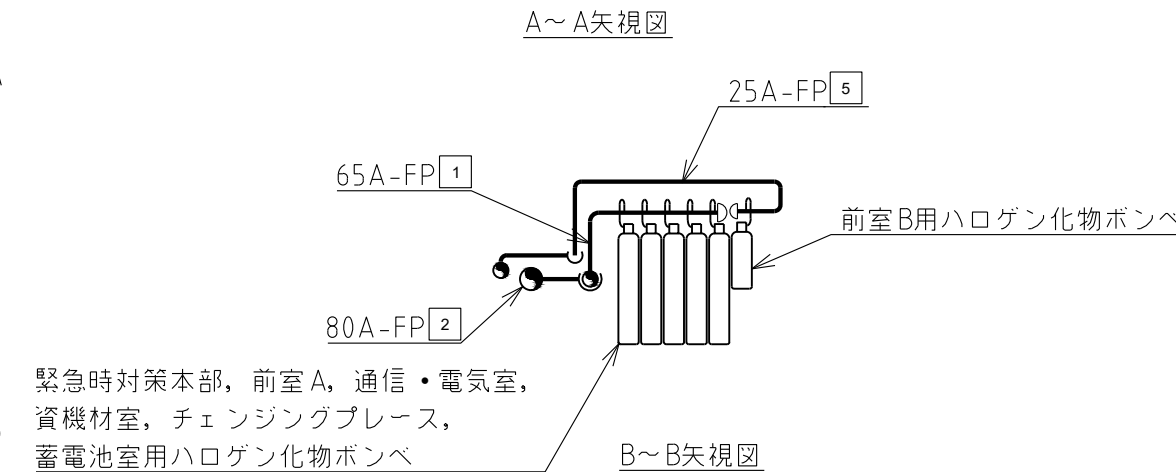 A～A矢視図
25A-FP 5
65A-FP 1
前室B用ハロゲン化物ボンベ
80A-FP 2
緊急時対策本部, 前室A, 通信・電気室,
資機材室, チェンジングプレース,
蓄電池室用ハロゲン化物ボンベ
B～B矢視図